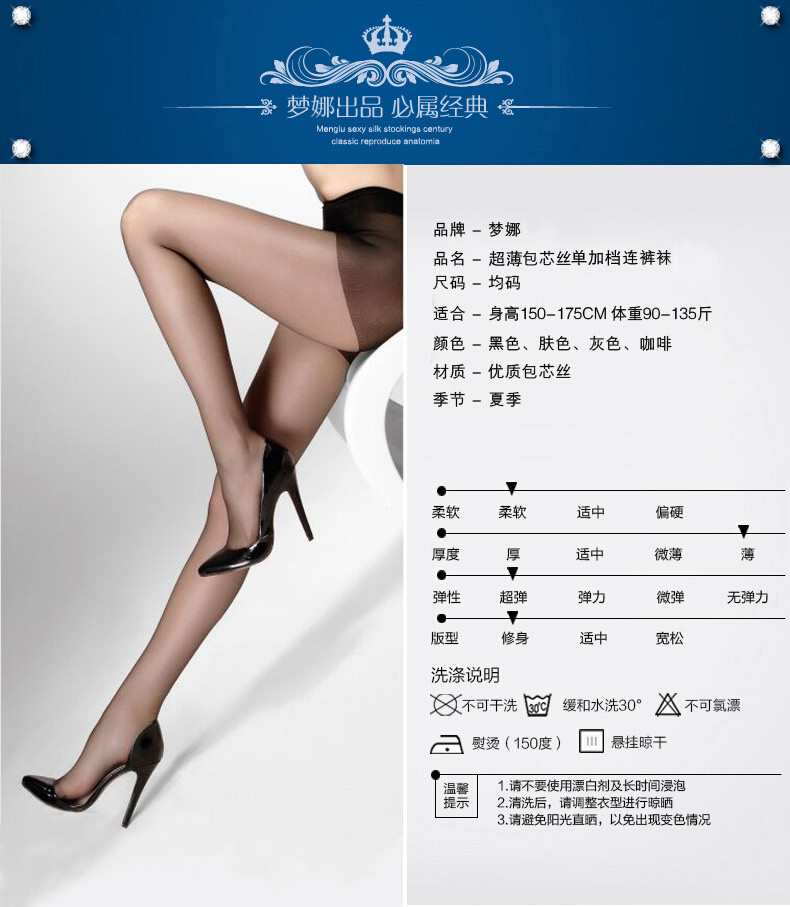 梦娜出品 必属经典
Menglu sexy silk stockings century
classic reproduce anatomia
品牌 – 梦娜
品名 – 超薄包芯丝单加档连裤袜
尺码 – 均码
适合 – 身高150–175CM 体重90–135斤
颜色 – 黑色、肤色、灰色、咖啡
材质 – 优质包芯丝
季节 – 夏季
柔软 柔软 适中 偏硬
厚度 厚 适中 微薄 薄
弹性 超弹 弹力 微弹 无弹力
版型 修身 适中 宽松
洗涤说明
不可干洗 30℃ 缓和水洗30° 不可氯漂
熨烫（150度） 悬挂晾干
温馨
提示
1.请不要使用漂白剂及长时间浸泡
2.清洗后，请调整衣型进行晾晒
3.请避免阳光直晒，以免出现变色情况